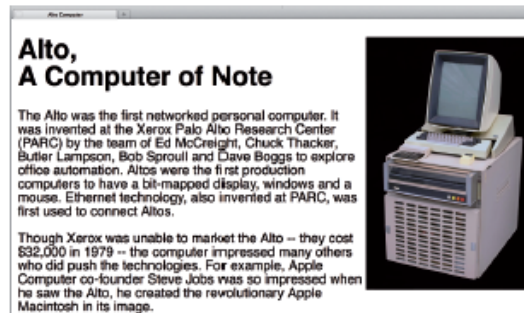 Alto Computer
Alto,
A Computer of Note
The Alto was the first networked personal computer. It
was invented at the Xerox Palo Alto Research Center
(PARC) by the team of Ed McCreight, Chuck Thacker,
Butler Lampson, Bob Sproull and Dave Boggs to explore
office automation. Altos were the first production
computers to have a bit-mapped display, windows and a
mouse. Ethernet technology, also invented at PARC, was
first used to connect Altos.
Though Xerox was unable to market the Alto -- they cost
$32,000 in 1979 -- the computer impressed many others
who did push the technologies. For example, Apple
Computer co-founder Steve Jobs was so impressed when
he saw the Alto, he created the revolutionary Apple
Macintosh in its image.